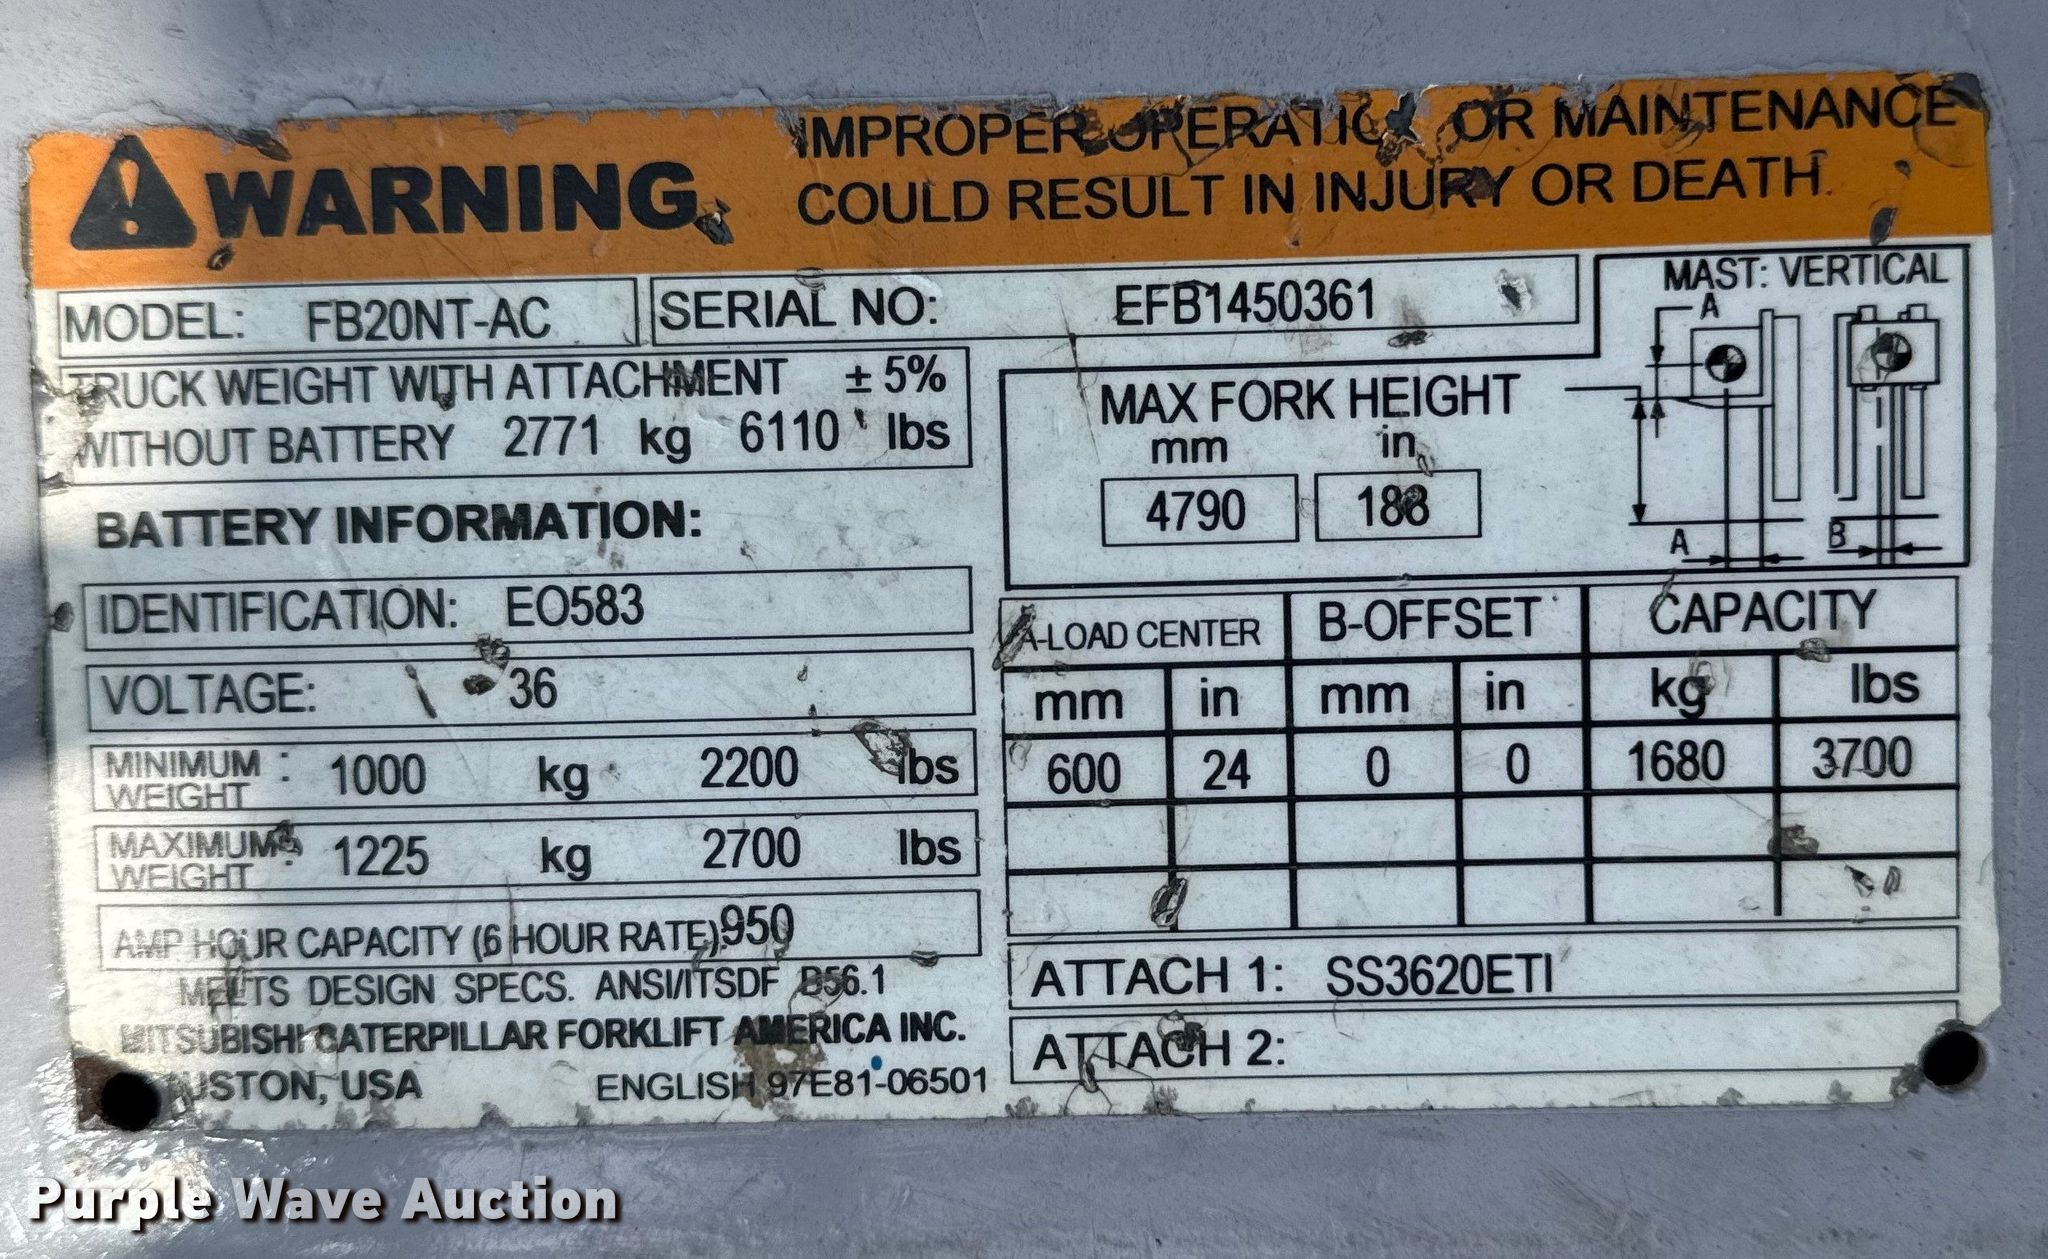 WARNING
IMPROPER OPERATION OR MAINTENANCE
COULD RESULT IN INJURY OR DEATH.
MODEL: FB20NT-AC
SERIAL NO: EFB1450361
TRUCK WEIGHT WITH ATTACHMENT ± 5%
WITHOUT BATTERY 2771 kg 6110 lbs
MAX FORK HEIGHT
mm in
4790 188
MAST: VERTICAL
A
A B
BATTERY INFORMATION:
IDENTIFICATION: EO583
VOLTAGE: 36
MINIMUM WEIGHT : 1000 kg 2200 lbs
MAXIMUM WEIGHT : 1225 kg 2700 lbs
AMP HOUR CAPACITY (6 HOUR RATE): 950
MEETS DESIGN SPECS. ANSI/ITSDF B56.1
MITSUBISHI CATERPILLAR FORKLIFT AMERICA INC.
USTON, USA ENGLISH 97E81-06501
A-LOAD CENTER B-OFFSET CAPACITY
mm in mm in kg lbs
600 24 0 0 1680 3700
ATTACH 1: SS3620ETI
ATTACH 2:
Purple Wave Auction